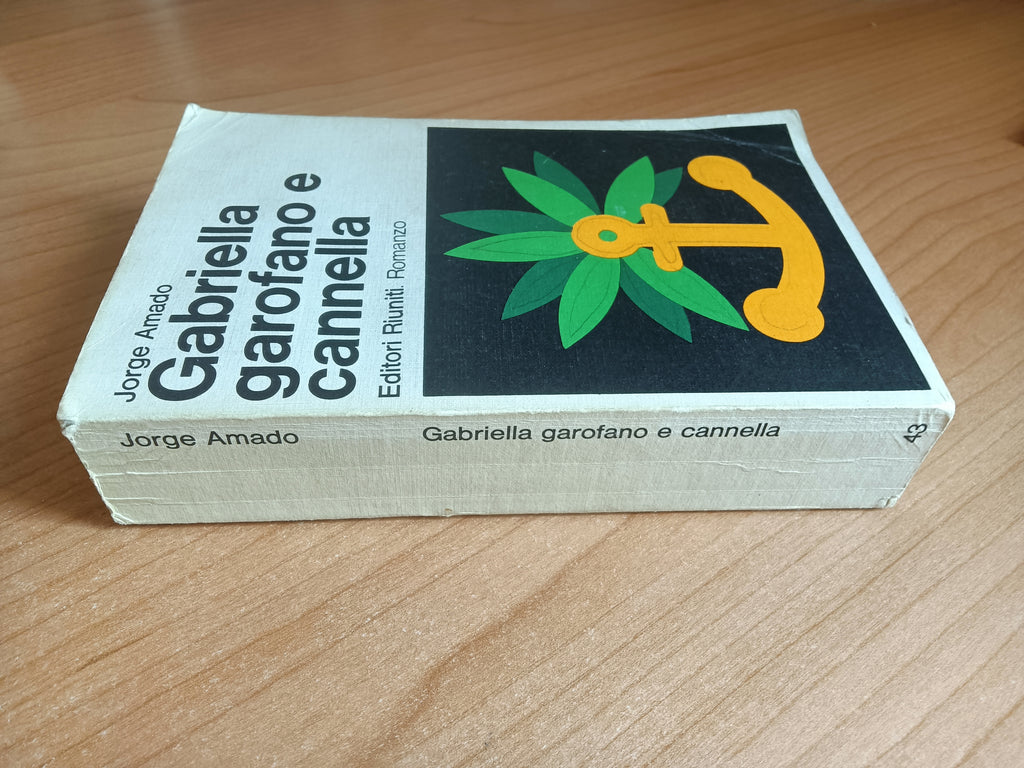 Jorge Amado
Gabriella
garofano e
cannella
Editori Riuniti. Romanzo
Jorge Amado
Gabriella garofano e cannella
43